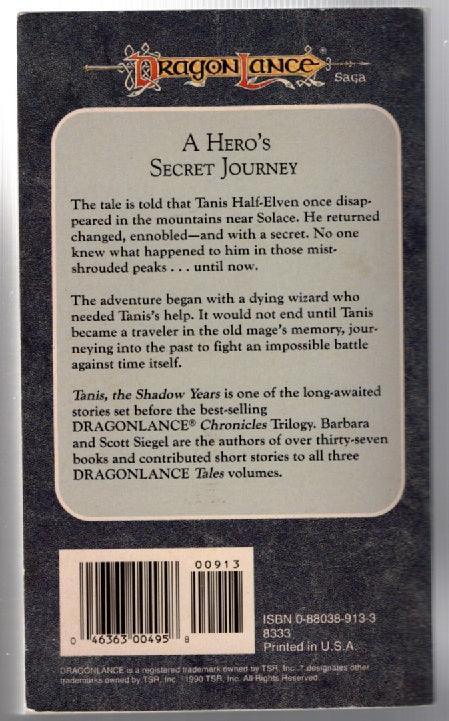 DRAGONLANCE
Saga
A HERO'S
SECRET JOURNEY
The tale is told that Tanis Half-Elven once disap-
peared in the mountains near Solace. He returned
changed, ennobled—and with a secret. No one
knew what happened to him in those mist-
shrouded peaks . . . until now.
The adventure began with a dying wizard who
needed Tanis's help. It would not end until Tanis
became a traveler in the old mage's memory, jour-
neying into the past to fight an impossible battle
against time itself.
Tanis, the Shadow Years is one of the long-awaited
stories set before the best-selling
DRAGONLANCE® Chronicles Trilogy. Barbara
and Scott Siegel are the authors of over thirty-seven
books and contributed short stories to all three
DRAGONLANCE Tales volumes.
00913
0 46363 00495 8
ISBN 0-88038-913-3
8333
Printed in U.S.A.
DRAGONLANCE is a registered trademark owned by TSR, Inc. designates other
trademarks owned by TSR, Inc. 1990 TSR, Inc. All Rights Reserved.